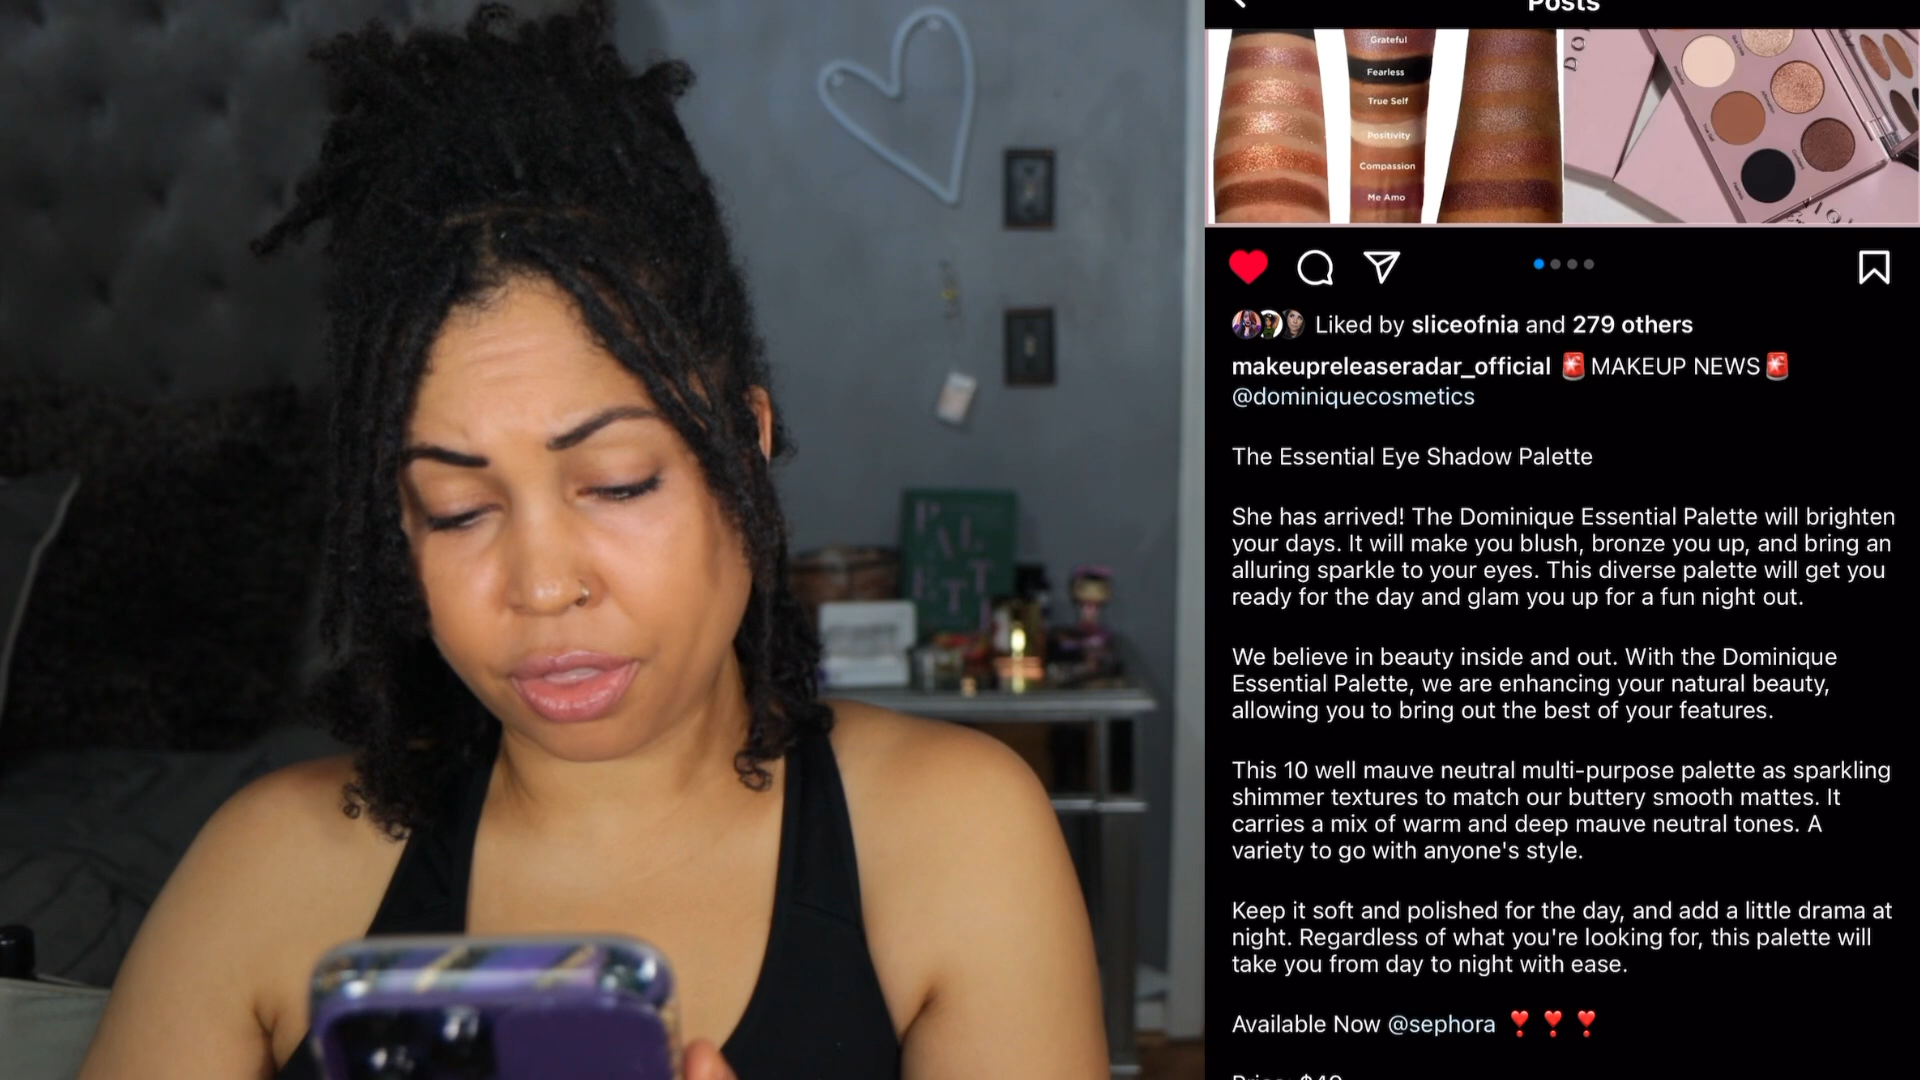 Posts
Grateful
Fearless
True Self
Positivity
Compassion
Me Amo
Liked by sliceofnia and 279 others
makeupreleaseradar_official 🚨 MAKEUP NEWS 🚨
@dominiquecosmetics
The Essential Eye Shadow Palette
She has arrived! The Dominique Essential Palette will brighten
your days. It will make you blush, bronze you up, and bring an
alluring sparkle to your eyes. This diverse palette will get you
ready for the day and glam you up for a fun night out.
We believe in beauty inside and out. With the Dominique
Essential Palette, we are enhancing your natural beauty,
allowing you to bring out the best of your features.
This 10 well mauve neutral multi-purpose palette as sparkling
shimmer textures to match our buttery smooth mattes. It
carries a mix of warm and deep mauve neutral tones. A
variety to go with anyone's style.
Keep it soft and polished for the day, and add a little drama at
night. Regardless of what you're looking for, this palette will
take you from day to night with ease.
Available Now @sephora ❣️ ❣️ ❣️